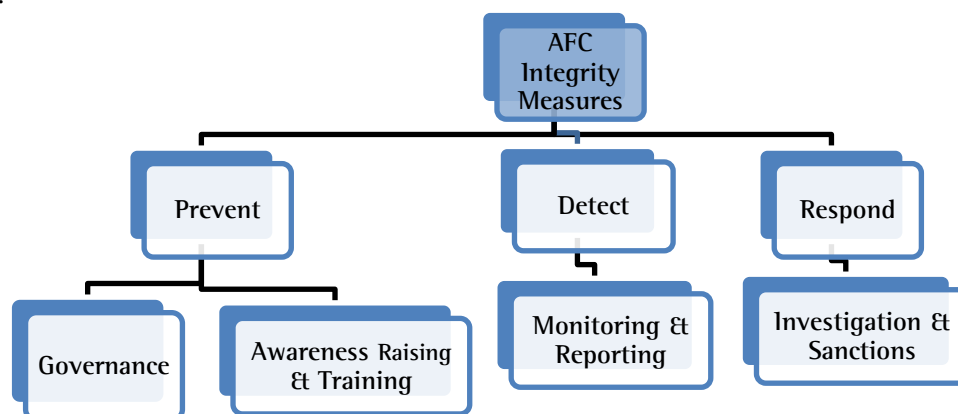 AFC
Integrity
Measures
Prevent
Detect
Respond
Governance
Awareness Raising
& Training
Monitoring &
Reporting
Investigation &
Sanctions